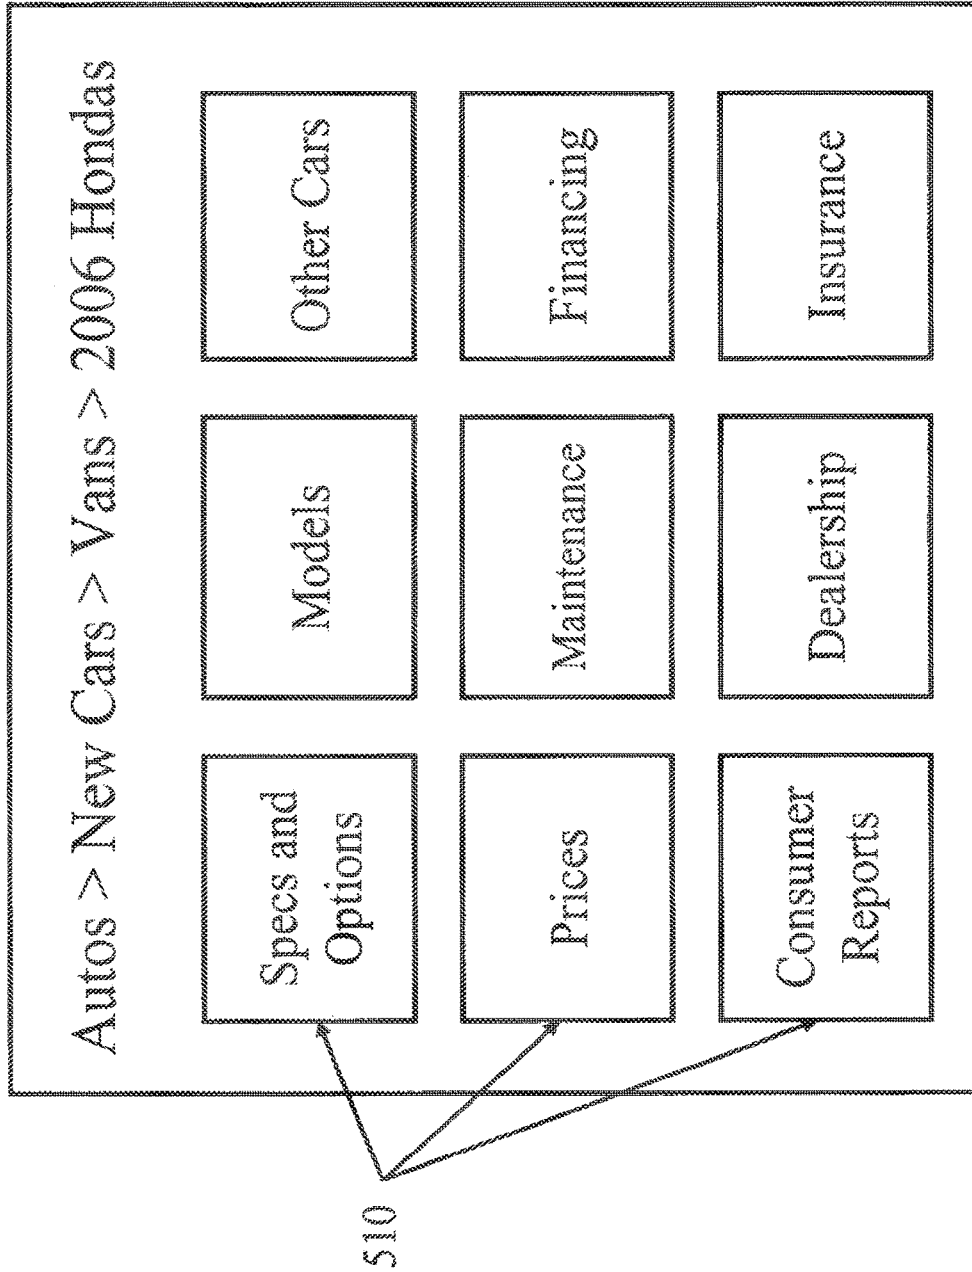 Autos > New Cars > Vans > 2006 Hondas
Specs and
Options
Models
Other Cars
Prices
Maintenance
Financing
Consumer
Reports
Dealership
Insurance
510